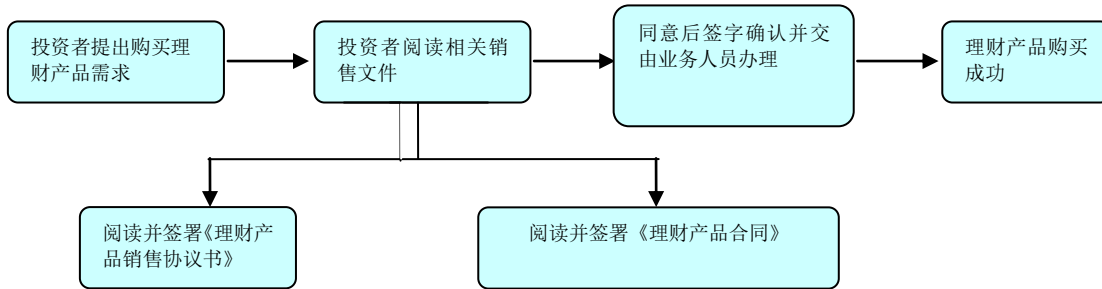 投资者提出购买理
财产品需求
投资者阅读相关销
售文件
同意后签字确认并交
由业务人员办理
理财产品购买
成功
阅读并签署《理财产
品销售协议书》
阅读并签署《理财产品合同》